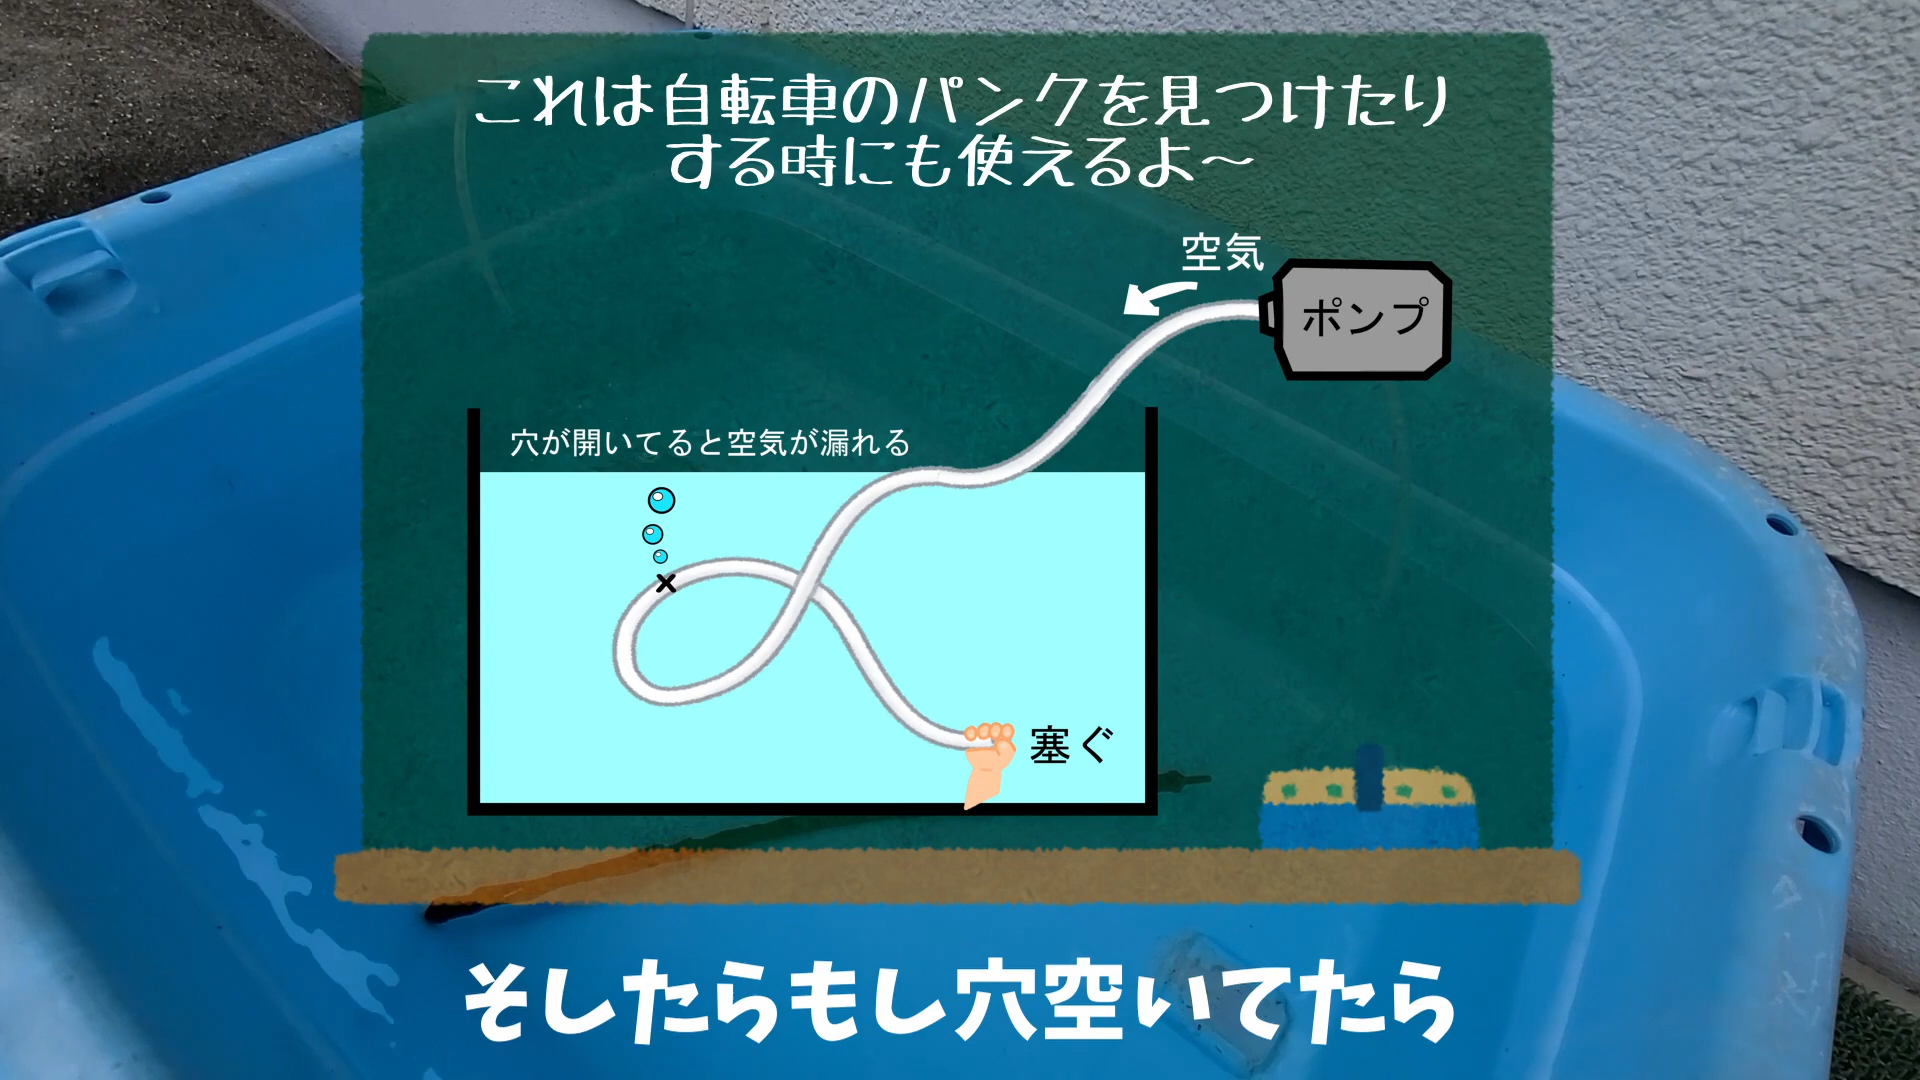 これは自転車のパンクを見つけたり
する時にも使えるよ～
空気
ポンプ
穴が開いてると空気が漏れる
塞ぐ
そしたらもし穴空いてたら